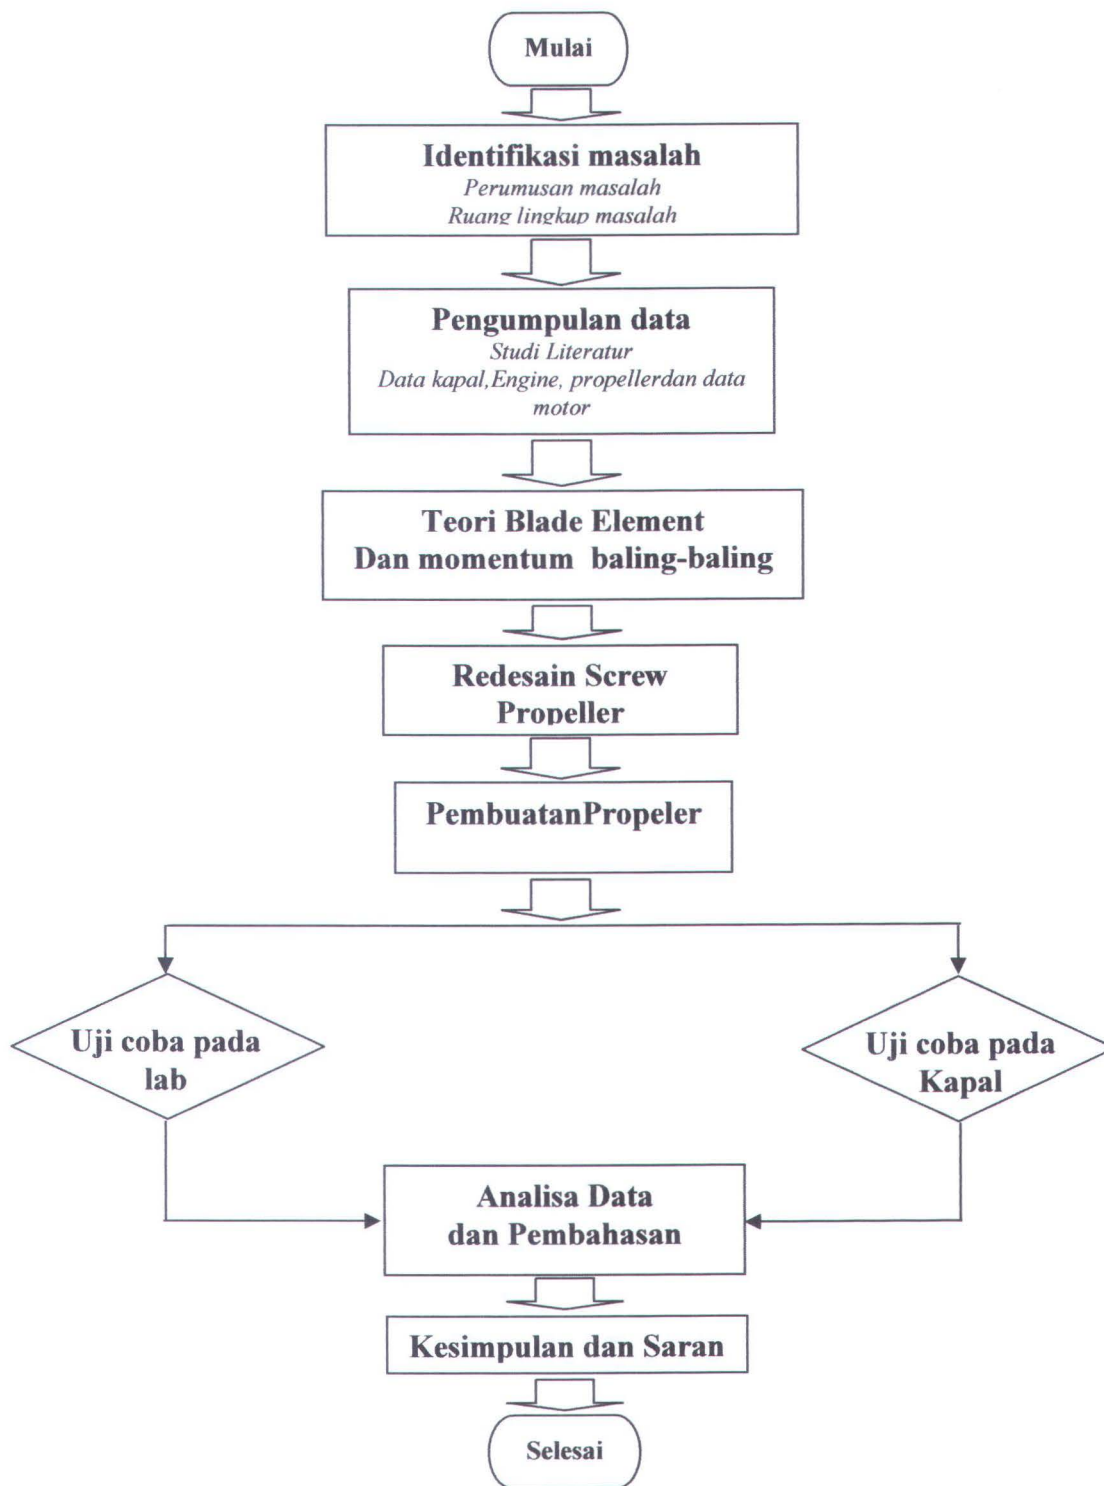 Mulai
Identifikasi masalah
Perumusan masalah
Ruang lingkup masalah
Pengumpulan data
Studi Literatur
Data kapal,Engine, propellerdan data
motor
Teori Blade Element
Dan momentum baling-baling
Redesain Screw
Propeller
PembuatanPropeler
Uji coba pada
lab
Uji coba pada
Kapal
Analisa Data
dan Pembahasan
Kesimpulan dan Saran
Selesai